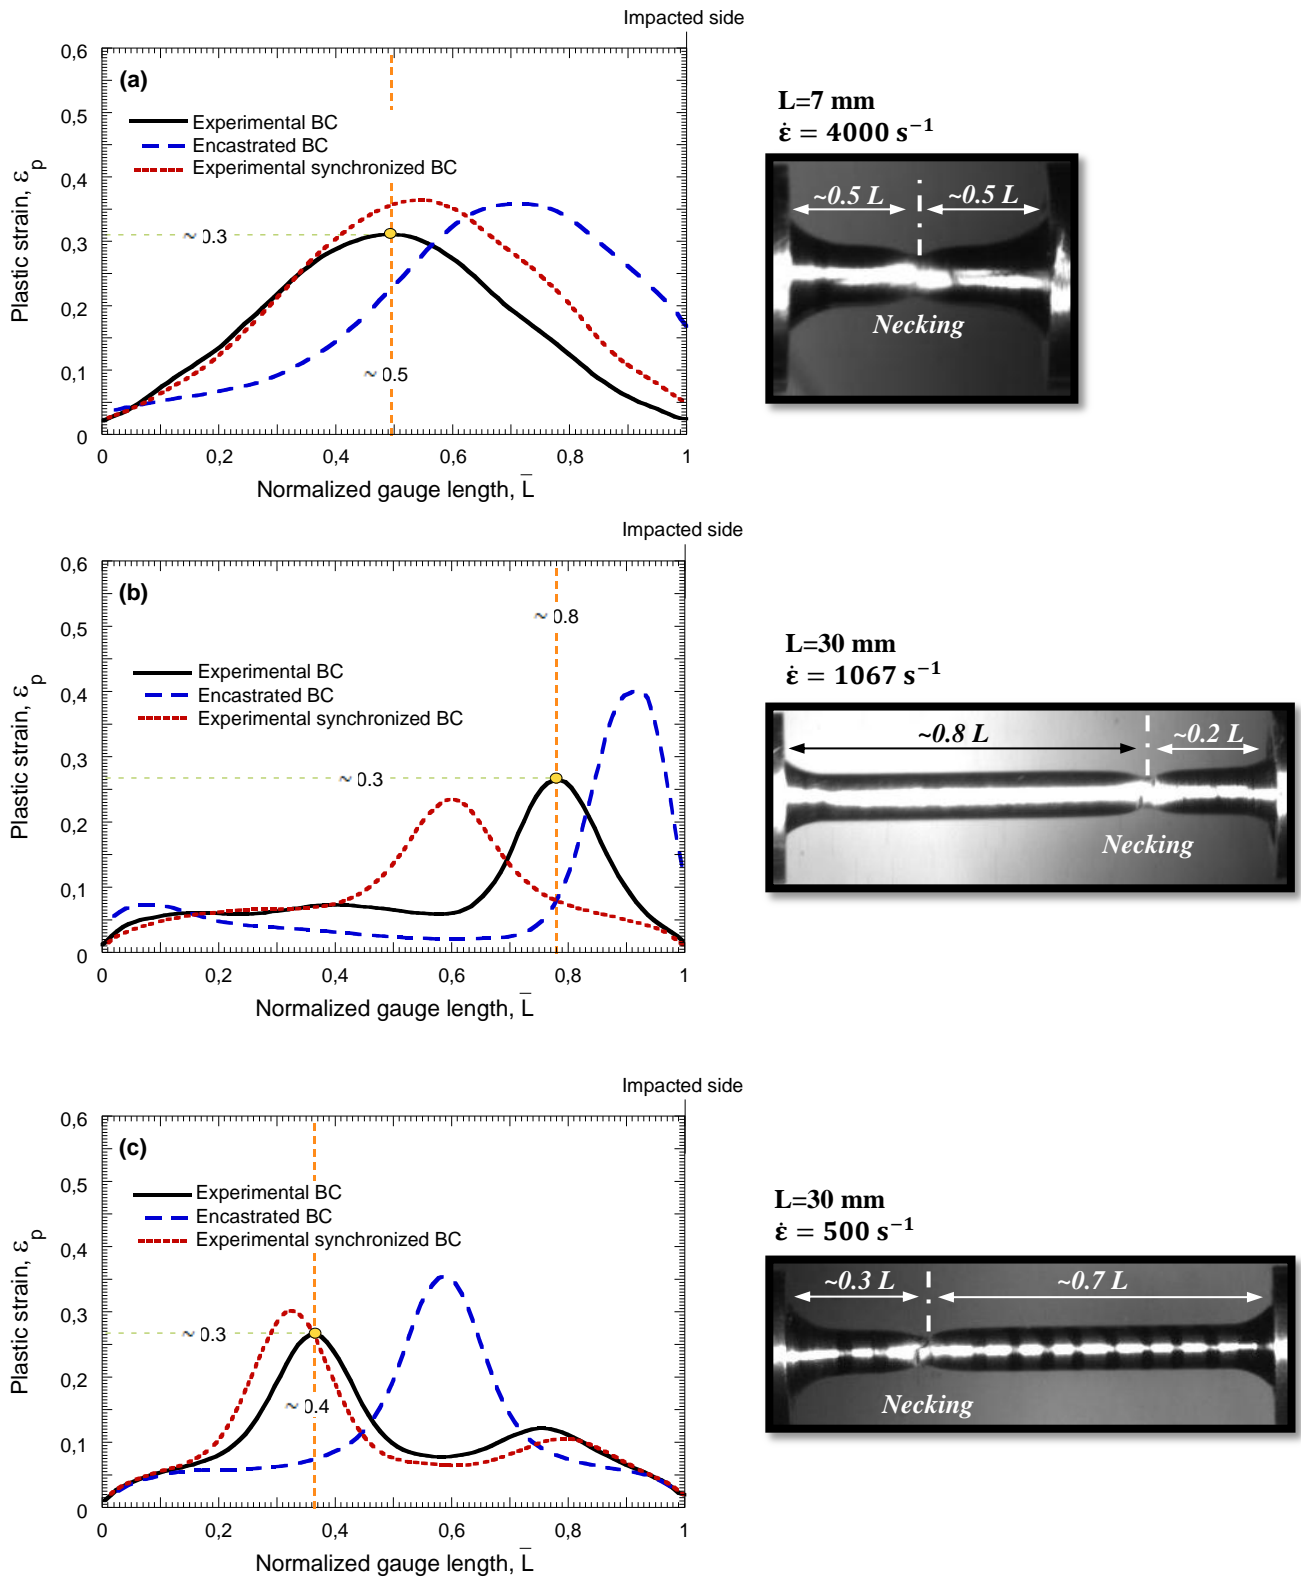 Impacted side
0,6
(a)
0,5
Experimental BC
Encastrated BC
Experimental synchronized BC
0,4
0,3
~ 0.3
0,2
0,1
~ 0.5
0
0
0,2
0,4
0,6
0,8
1
Plastic strain, εp
Normalized gauge length, L̄
L=7 mm
ε̇ = 4000 s⁻¹
~0.5 L
~0.5 L
Necking
Impacted side
0,6
(b)
0,5
~ 0.8
Experimental BC
Encastrated BC
Experimental synchronized BC
0,4
0,3
~ 0.3
0,2
0,1
0
0
0,2
0,4
0,6
0,8
1
Plastic strain, εp
Normalized gauge length, L̄
L=30 mm
ε̇ = 1067 s⁻¹
~0.8 L
~0.2 L
Necking
Impacted side
0,6
(c)
0,5
Experimental BC
Encastrated BC
Experimental synchronized BC
0,4
0,3
~ 0.3
0,2
~ 0.4
0,1
0
0
0,2
0,4
0,6
0,8
1
Plastic strain, εp
Normalized gauge length, L̄
L=30 mm
ε̇ = 500 s⁻¹
~0.3 L
~0.7 L
Necking